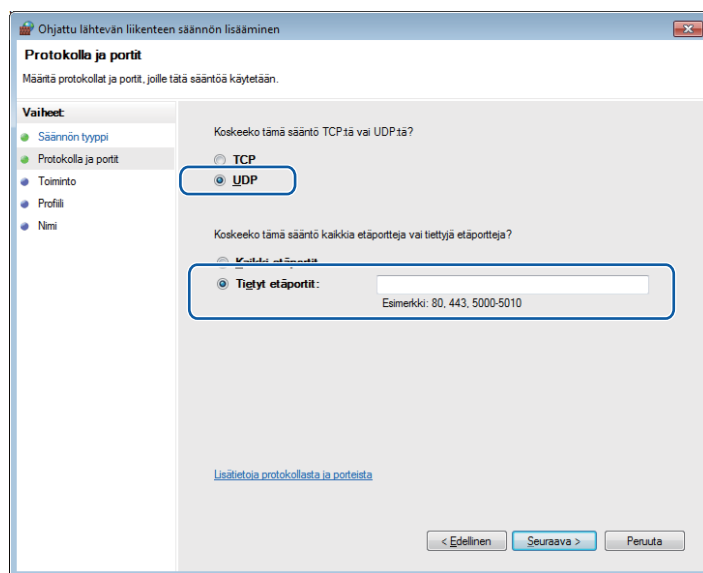 Ohjattu lähtevän liikenteen säännön lisääminen
Protokolla ja portit
Määritä protokollat ja portit, joille tätä sääntöä käytetään.
Vaiheet:
Säännön tyyppi
Protokolla ja portit
Toiminto
Profiili
Nimi
Koskeeko tämä sääntö TCP:tä vai UDP:tä?
TCP
UDP
Koskeeko tämä sääntö kaikkia etäportteja vai tiettyjä etäportteja?
Kaikki etäportit
Tietyt etäportit:
Esimerkki: 80, 443, 5000-5010
Lisätietoja protokollasta ja porteista
< Edellinen Seuraava > Peruuta